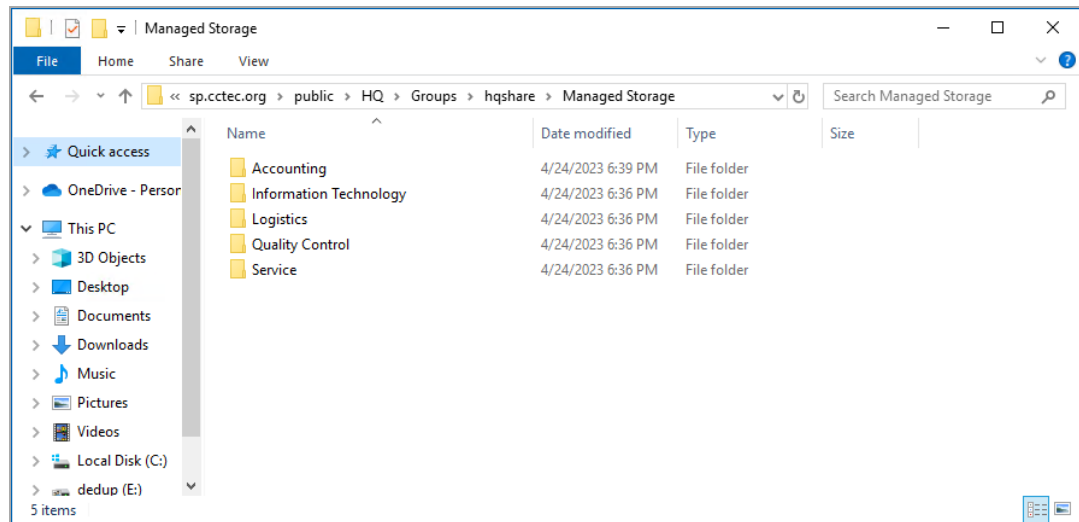 Managed Storage
File Home Share View
« sp.cctec.org > public > HQ > Groups > hqshare > Managed Storage
Search Managed Storage
Name Date modified Type Size
Quick access
Accounting 4/24/2023 6:39 PM File folder
OneDrive - Person
Information Technology 4/24/2023 6:36 PM File folder
Logistics 4/24/2023 6:36 PM File folder
This PC
Quality Control 4/24/2023 6:36 PM File folder
3D Objects
Service 4/24/2023 6:36 PM File folder
Desktop
Documents
Downloads
Music
Pictures
Videos
Local Disk (C:)
dedup (E:)
5 items